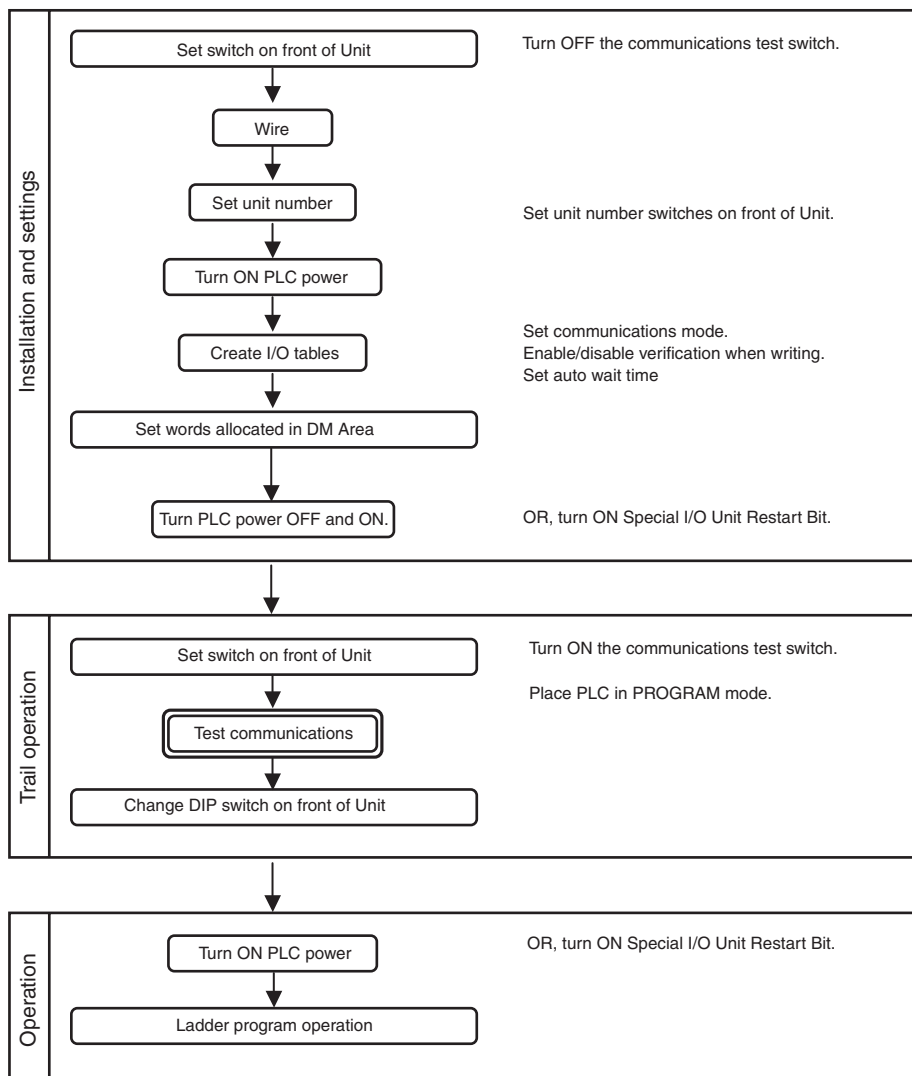 Installation and settings
Set switch on front of Unit
Turn OFF the communications test switch.
Wire
Set unit number
Set unit number switches on front of Unit.
Turn ON PLC power
Create I/O tables
Set communications mode.
Enable/disable verification when writing.
Set auto wait time
Set words allocated in DM Area
Turn PLC power OFF and ON.
OR, turn ON Special I/O Unit Restart Bit.
Trail operation
Set switch on front of Unit
Turn ON the communications test switch.
Place PLC in PROGRAM mode.
Test communications
Change DIP switch on front of Unit
Operation
Turn ON PLC power
OR, turn ON Special I/O Unit Restart Bit.
Ladder program operation